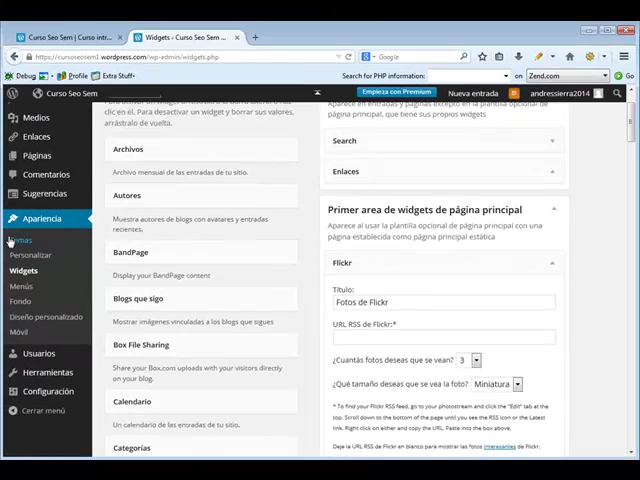 Curso Seo Sem | Curso intr...
Widgets ‹ Curso Seo Sem —...
https://cursoseosem1.wordpress.com/wp-admin/widgets.php
Google
Debug
Profile
Extra Stuff
Search for PHP information:
Zend.com
Go
Curso Seo Sem
Empieza con Premium
Nueva entrada
andressierra2014
Medios
Enlaces
Páginas
Comentarios
Sugerencias
Apariencia
Personalizar
Widgets
Menús
Fondo
Diseño personalizado
Móvil
Usuarios
Herramientas
Configuración
Cerrar menú
clic en él. Para desactivar un widget y borrar sus valores,
arrástralo de vuelta.
Archivos
Archivo mensual de las entradas de tu sitio.
Autores
Muestra autores de blogs con avatares y entradas
recientes.
BandPage
Display your BandPage content
Blogs que sigo
Mostrar imágenes vinculadas a los blogs que sigues
Box File Sharing
Share your Box.com uploads with your visitors directly
on your blog.
Calendario
Un calendario de las entradas de tu sitio.
Categorías
Aparece en entradas y páginas excepto en la plantilla opcional de
página principal, que tiene sus propios widgets
Search
Enlaces
Primer area de widgets de página principal
Aparece al usar la plantilla opcional de página principal con una
página establecida como página principal estática
Flickr
Título:
Fotos de Flickr
URL RSS de Flickr:*
¿Cuantás fotos deseas que se vean? 3
¿Qué tamaño deseas que se vea la foto? Miniatura
* To find your Flickr RSS feed, go to your photostream and click the "Edit" tab at the
top. Scroll down to the bottom of the page until you see the RSS icon or the Latest
link. Right click on either and copy the URL. Paste into the box above.
Deje la URL RSS de Flickr en blanco para mostrar las fotos interesantes de Flickr.